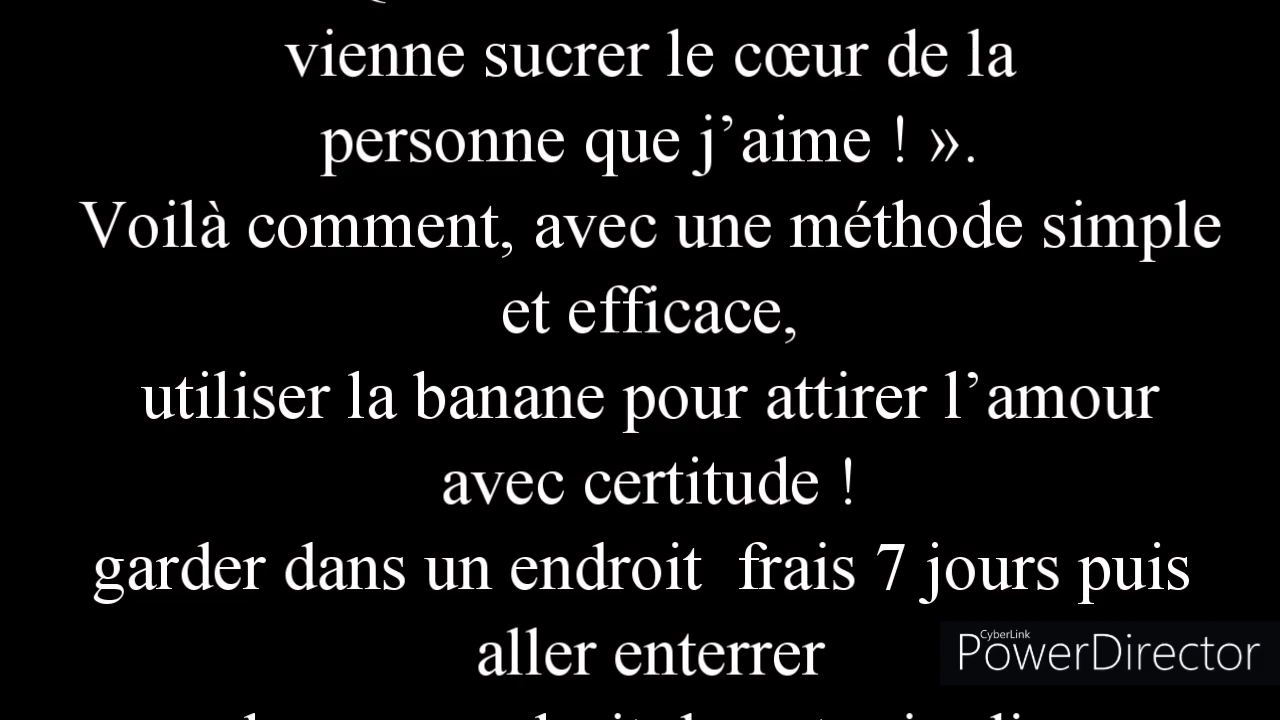 vienne sucrer le cœur de la
personne que j’aime ! ».
Voilà comment, avec une méthode simple
et efficace,
utiliser la banane pour attirer l’amour
avec certitude !
garder dans un endroit  frais 7 jours puis
aller enterrer
CyberLink
PowerDirector